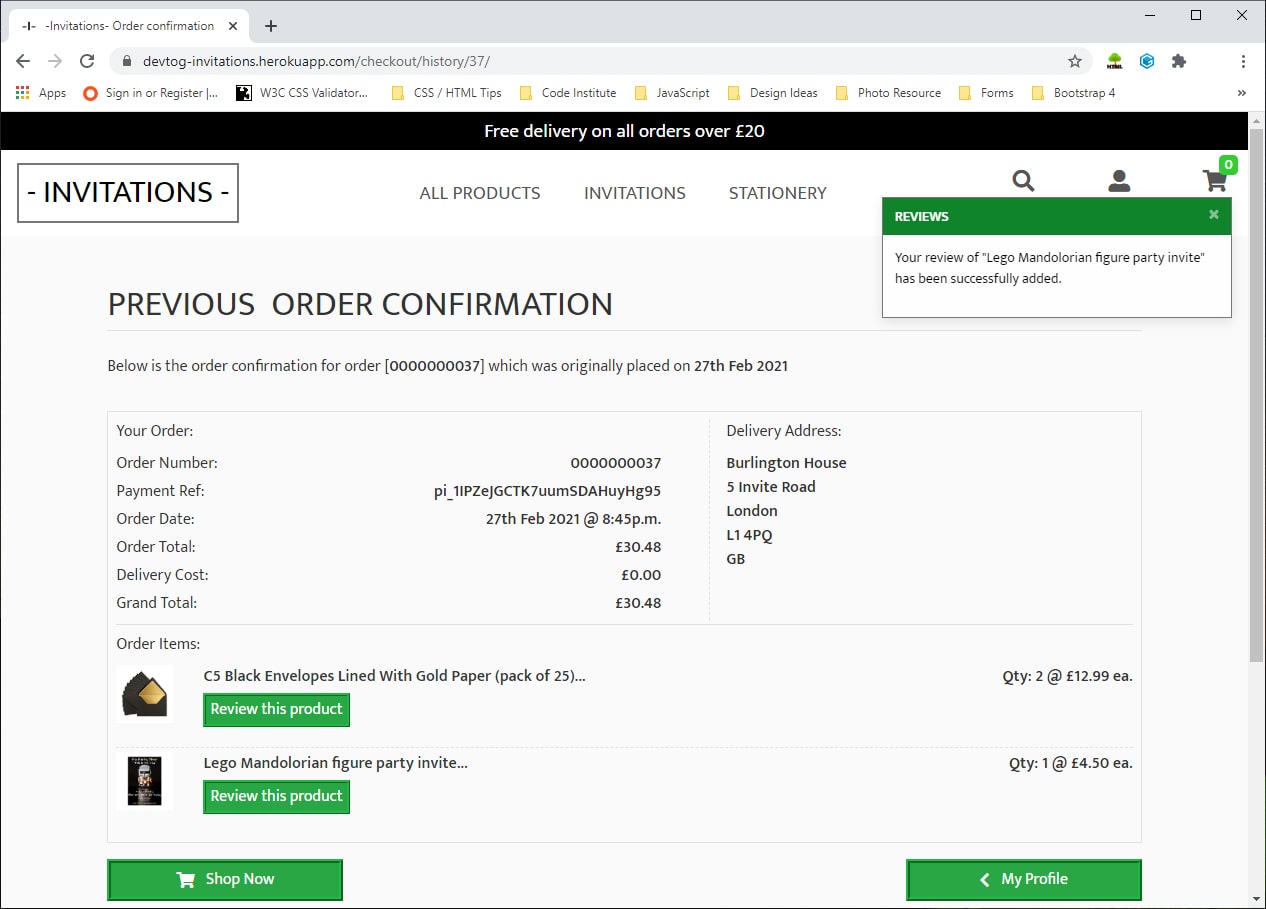 -I- -Invitations- Order confirmation
devtog-invitations.herokuapp.com/checkout/history/37/
Apps Sign in or Register |... W3C CSS Validator... CSS / HTML Tips Code Institute JavaScript Design Ideas Photo Resource Forms Bootstrap 4 »
Free delivery on all orders over £20
- INVITATIONS - ALL PRODUCTS INVITATIONS STATIONERY 0
REVIEWS
Your review of "Lego Mandolorian figure party invite"
has been successfully added.
PREVIOUS ORDER CONFIRMATION
Below is the order confirmation for order [0000000037] which was originally placed on 27th Feb 2021
Your Order:
Order Number: 0000000037
Payment Ref: pi_1IPZeJGCTK7uumSDAHuyHg95
Order Date: 27th Feb 2021 @ 8:45p.m.
Order Total: £30.48
Delivery Cost: £0.00
Grand Total: £30.48
Delivery Address:
Burlington House
5 Invite Road
London
L1 4PQ
GB
Order Items:
C5 Black Envelopes Lined With Gold Paper (pack of 25)... Qty: 2 @ £12.99 ea.
Review this product
Lego Mandolorian figure party invite... Qty: 1 @ £4.50 ea.
Review this product
Shop Now My Profile